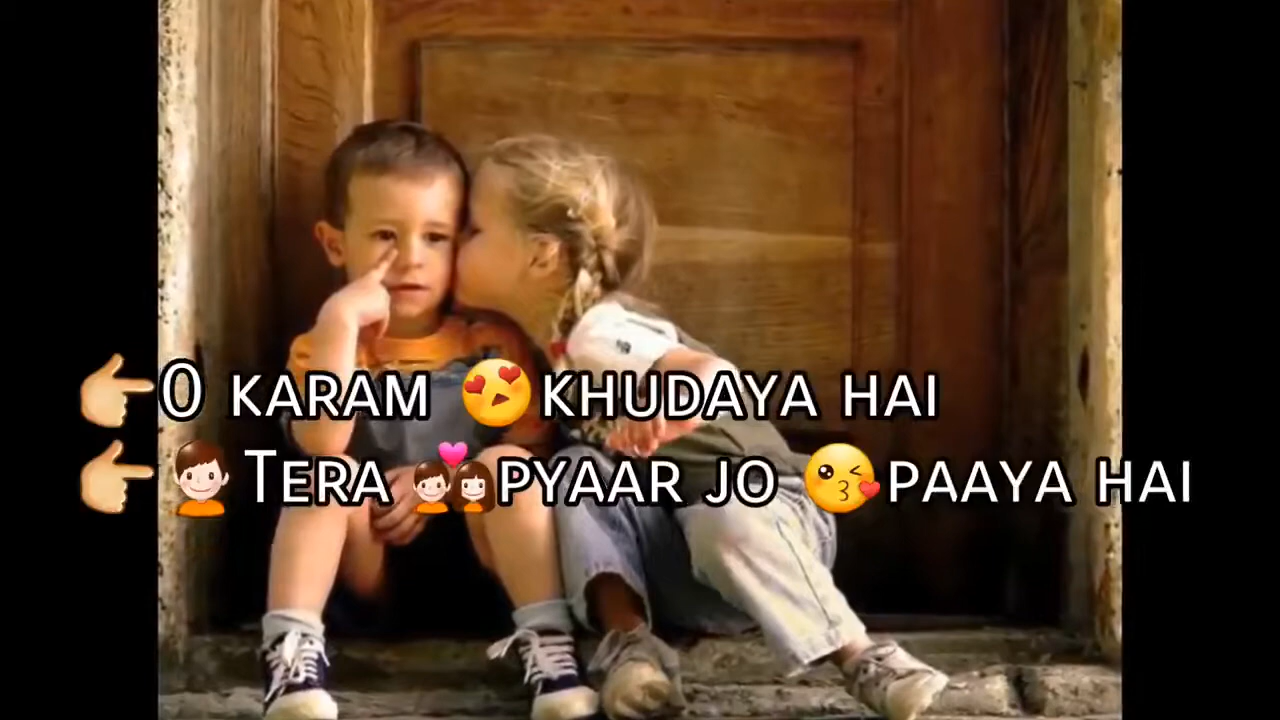 👉O KARAM 😍KHUDAYA HAI
👉👦TERA 💑PYAAR JO 😘PAAYA HAI